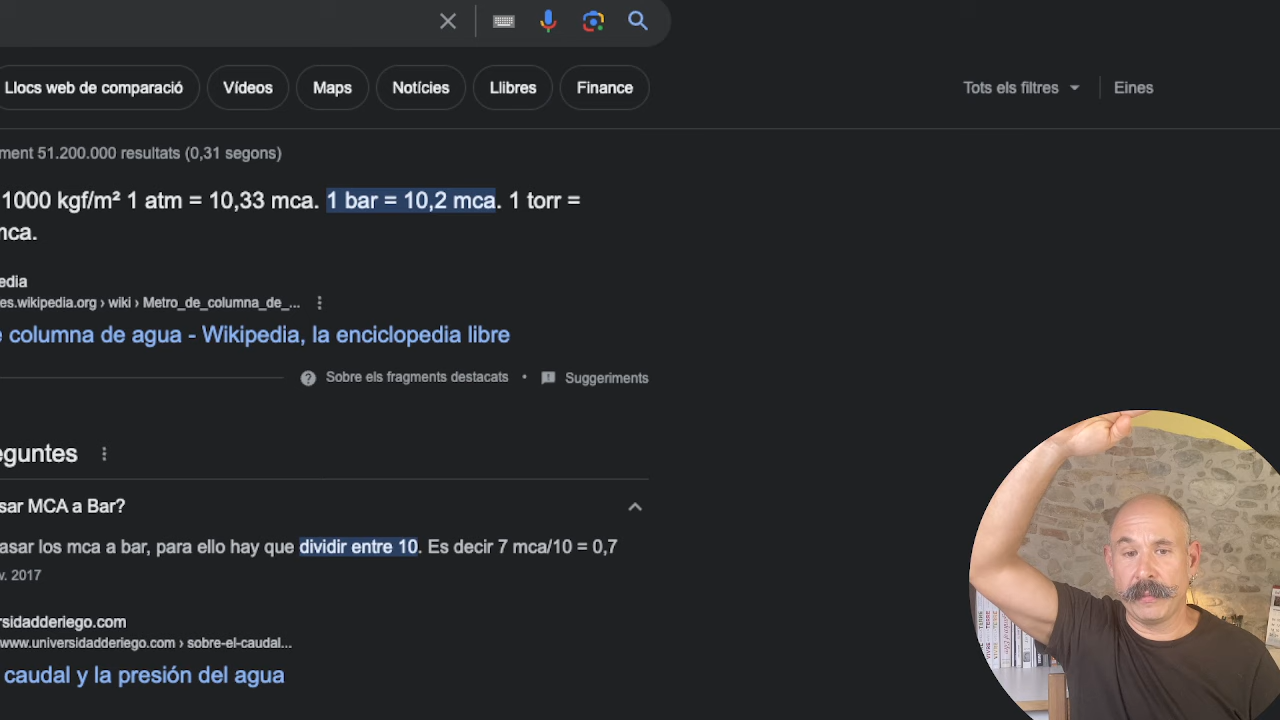 Llocs web de comparació Vídeos Maps Notícies Llibres Finance Tots els filtres Eines
ment 51.200.000 resultats (0,31 segons)
1000 kgf/m² 1 atm = 10,33 mca. 1 bar = 10,2 mca. 1 torr =
mca.
edia
es.wikipedia.org › wiki › Metro_de_columna_de_...
e columna de agua - Wikipedia, la enciclopedia libre
Sobre els fragments destacats • Suggeriments
eguntes
sar MCA a Bar?
asar los mca a bar, para ello hay que dividir entre 10. Es decir 7 mca/10 = 0,7
v. 2017
rsidadderiego.com
www.universidadderiego.com › sobre-el-caudal...
caudal y la presión del agua